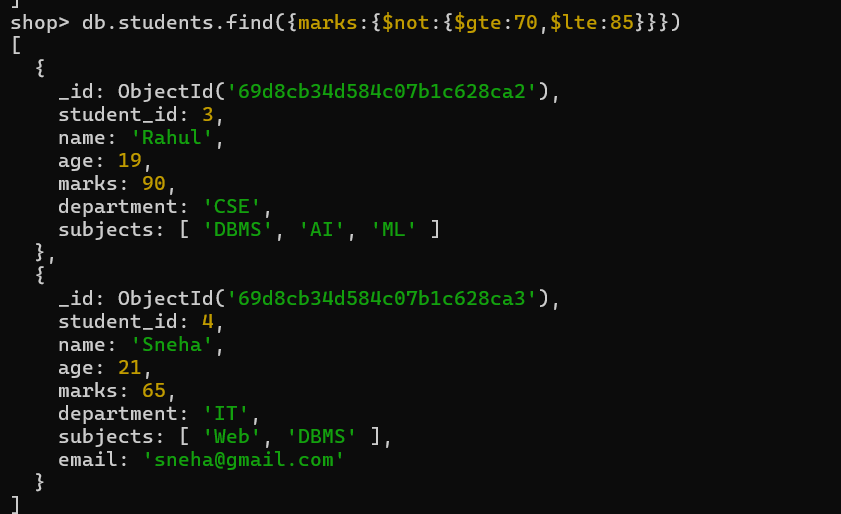 ]
shop> db.students.find({marks:{$not:{$gte:70,$lte:85}}})
[
  {
    _id: ObjectId('69d8cb34d584c07b1c628ca2'),
    student_id: 3,
    name: 'Rahul',
    age: 19,
    marks: 90,
    department: 'CSE',
    subjects: [ 'DBMS', 'AI', 'ML' ]
  },
  {
    _id: ObjectId('69d8cb34d584c07b1c628ca3'),
    student_id: 4,
    name: 'Sneha',
    age: 21,
    marks: 65,
    department: 'IT',
    subjects: [ 'Web', 'DBMS' ],
    email: 'sneha@gmail.com'
  }
]